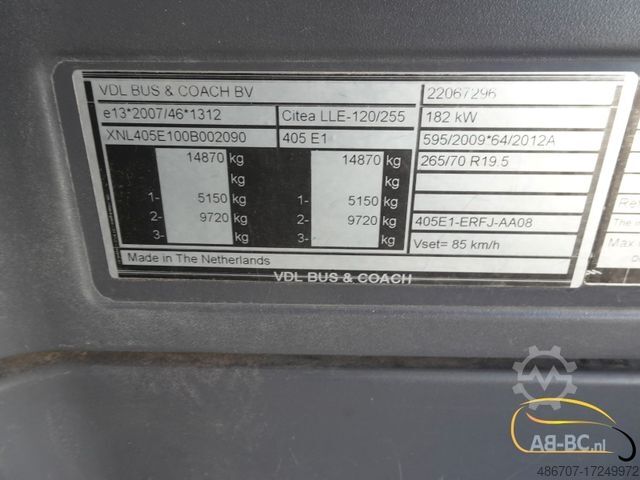 VDL BUS & COACH BV 22067296
e13*2007/46*1312 Citea LLE-120/255 182 kW
XNL405E100B002090 405 E1 595/2009*64/2012A
14870 kg 14870 kg 265/70 R19.5
kg kg
1- 5150 kg 1- 5150 kg
2- 9720 kg 2- 9720 kg 405E1-ERFJ-AA08
3- kg 3- kg Vset= 85 km/h
Made in The Netherlands
VDL BUS & COACH
Max
AB-BC.nl
486707-17249972